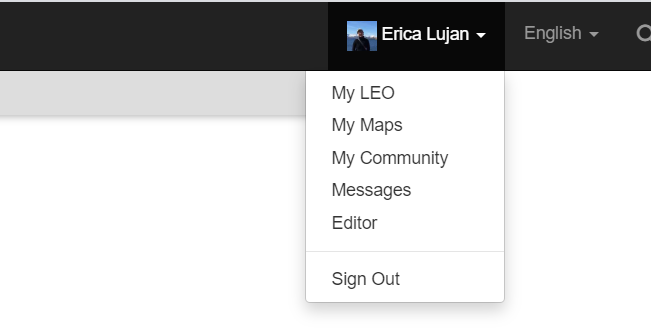 Erica Lujan
English
My LEO
My Maps
My Community
Messages
Editor
Sign Out